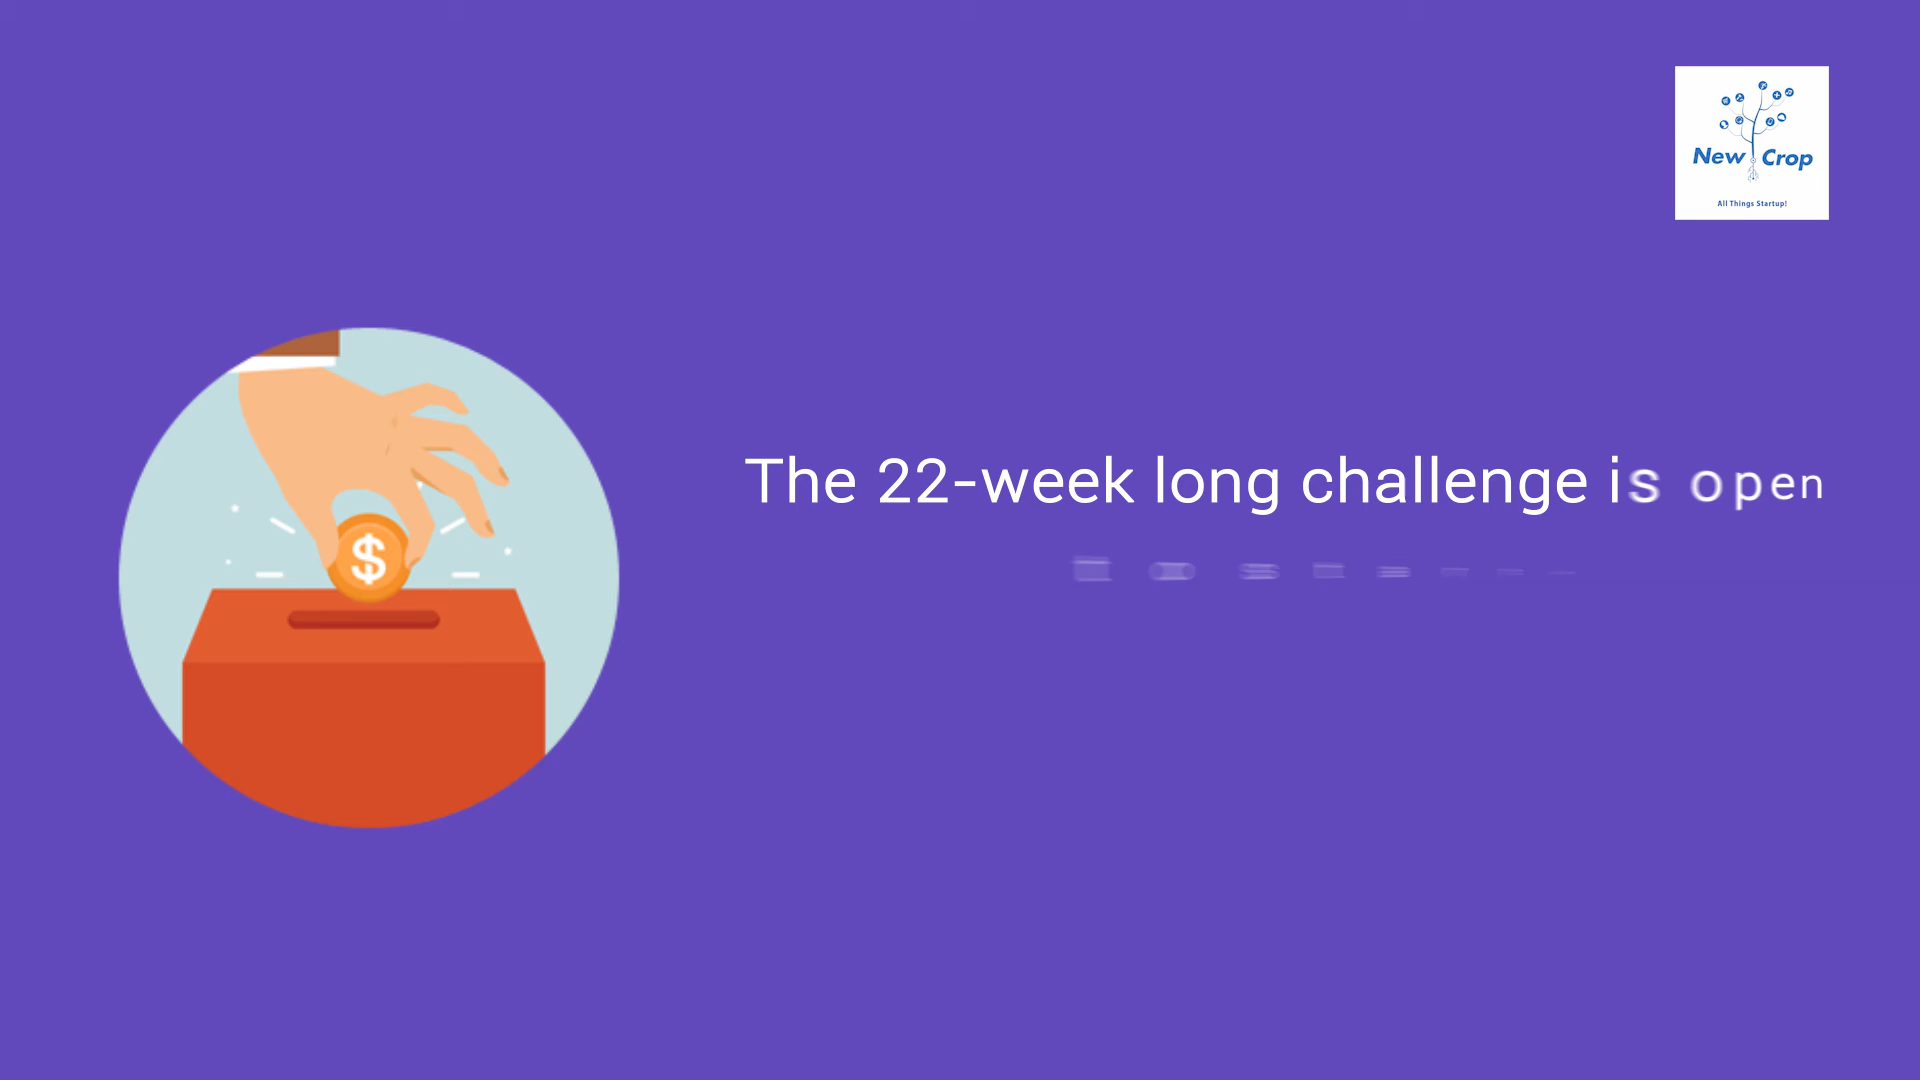 New Crop
All Things Startup!
The 22-week long challenge is open
$